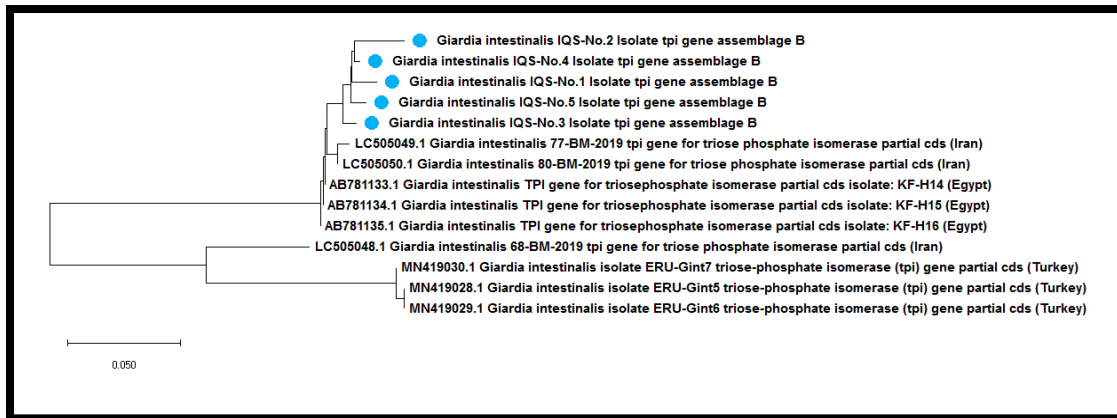 Giardia intestinalis IQS-No.2 Isolate tpi gene assemblage B
Giardia intestinalis IQS-No.4 Isolate tpi gene assemblage B
Giardia intestinalis IQS-No.1 Isolate tpi gene assemblage B
Giardia intestinalis IQS-No.5 Isolate tpi gene assemblage B
Giardia intestinalis IQS-No.3 Isolate tpi gene assemblage B
LC505049.1 Giardia intestinalis 77-BM-2019 tpi gene for triose phosphate isomerase partial cds (Iran)
LC505050.1 Giardia intestinalis 80-BM-2019 tpi gene for triose phosphate isomerase partial cds (Iran)
AB781133.1 Giardia intestinalis TPI gene for triosephosphate isomerase partial cds isolate: KF-H14 (Egypt)
AB781134.1 Giardia intestinalis TPI gene for triosephosphate isomerase partial cds isolate: KF-H15 (Egypt)
AB781135.1 Giardia intestinalis TPI gene for triosephosphate isomerase partial cds isolate: KF-H16 (Egypt)
LC505048.1 Giardia intestinalis 68-BM-2019 tpi gene for triose phosphate isomerase partial cds (Iran)
MN419030.1 Giardia intestinalis isolate ERU-Gint7 triose-phosphate isomerase (tpi) gene partial cds (Turkey)
MN419028.1 Giardia intestinalis isolate ERU-Gint5 triose-phosphate isomerase (tpi) gene partial cds (Turkey)
MN419029.1 Giardia intestinalis isolate ERU-Gint6 triose-phosphate isomerase (tpi) gene partial cds (Turkey)
0.050